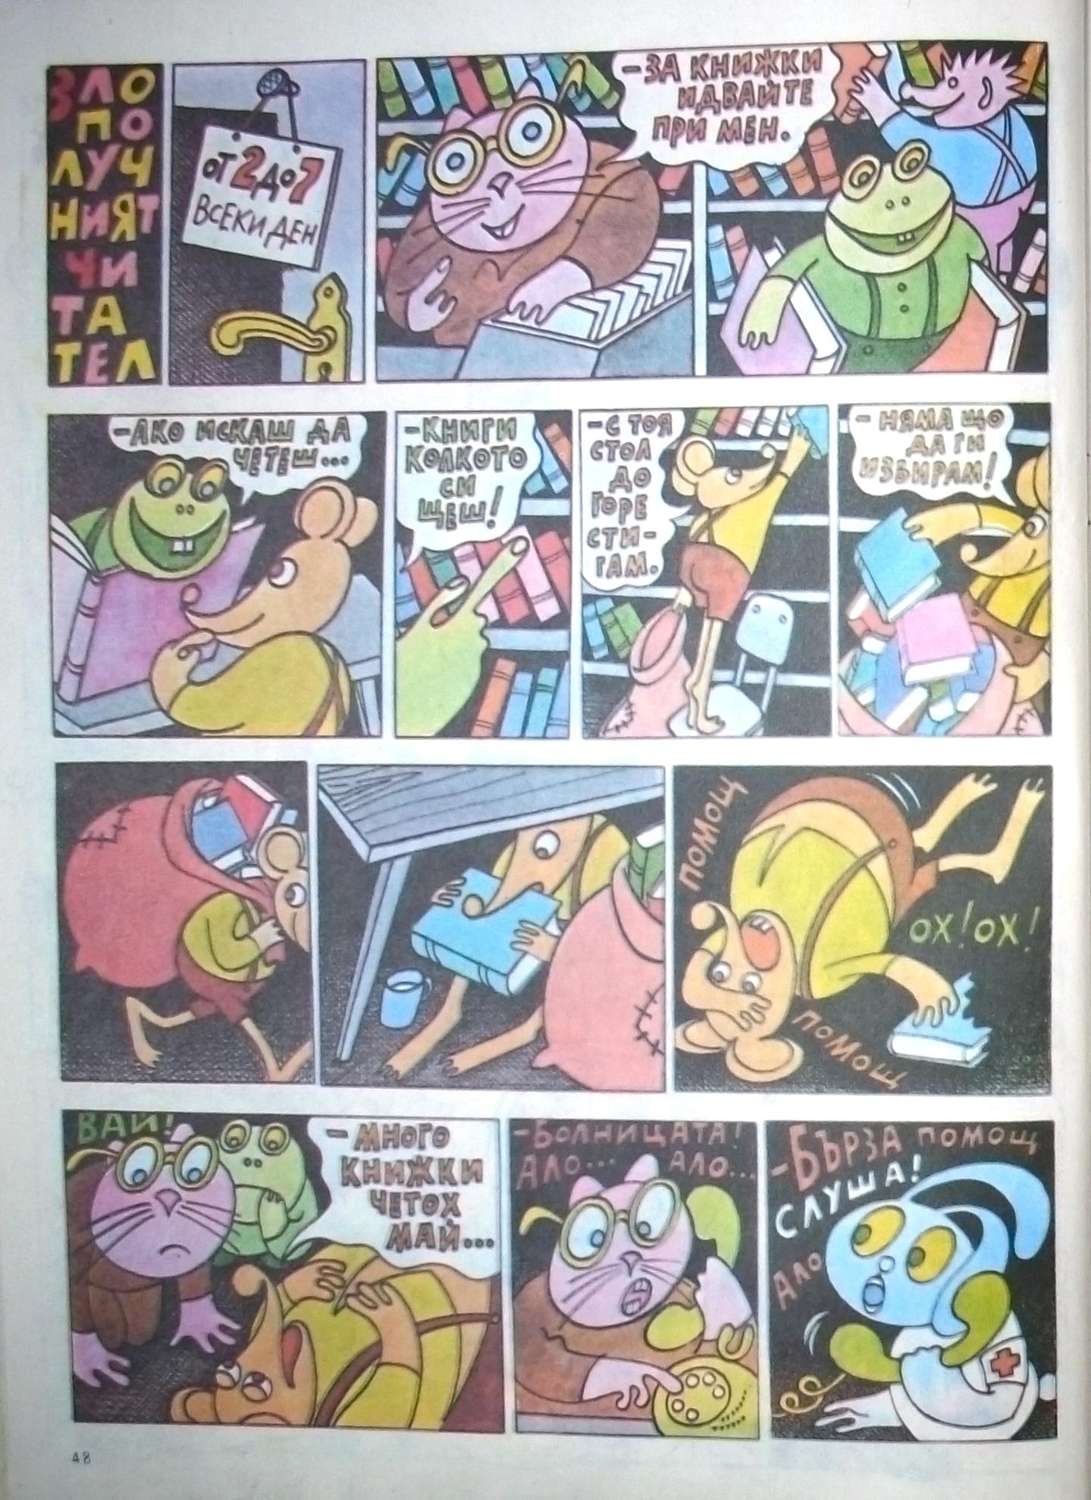 ЗЛО
ПО
ЛУЧ
НИЯТ
ЧИ
ТА
ТЕЛ
ОТ 2 ДО 7
ВСЕКИ ДЕН
-ЗА КНИЖКИ
ИДВАЙТЕ
ПРИ МЕН.
-АКО ИСКАШ ДА
ЧЕТЕШ...
-КНИГИ
КОЛКОТО
СИ
ЩЕШ!
-С ТОЯ
СТОЛ
ДО
ГОРЕ
СТИ-
ГАМ.
-НЯМА ЩО
ДА ГИ
ИЗБИРАМ!
ПОМОЩ
ОХ! ОХ!
ПОМОЩ
ВАЙ!
-МНОГО
КНИЖКИ
ЧЕТОХ
МАЙ...
-БОЛНИЦАТА!
АЛО... АЛО...
-БЪРЗА ПОМОЩ
СЛУША!
АЛО
48